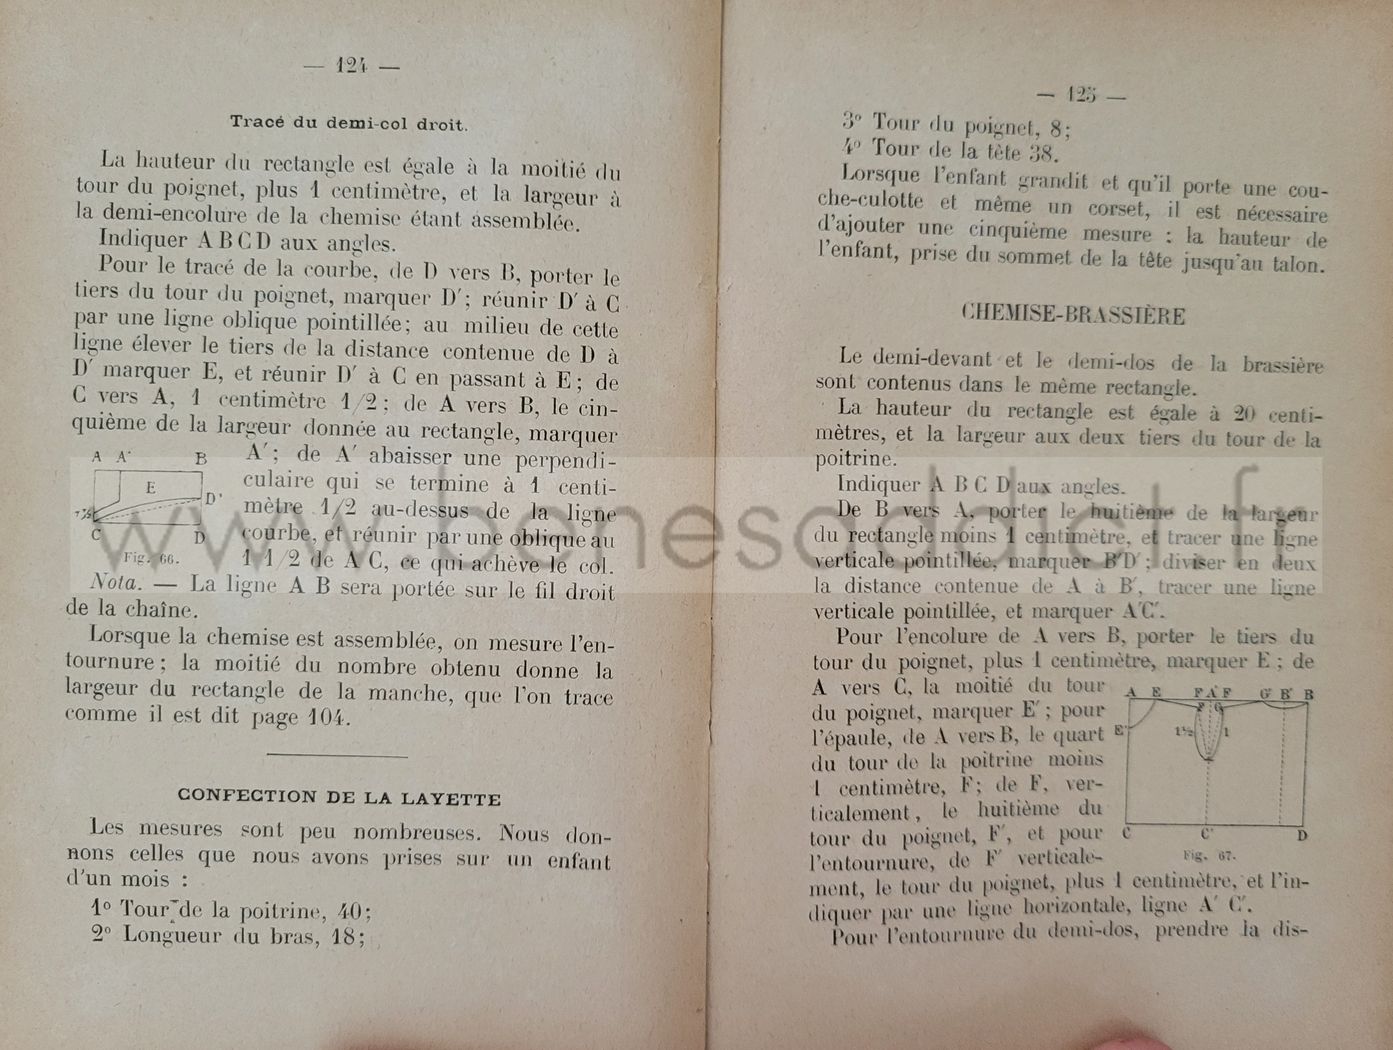 — 124 —
Tracé du demi-col droit.
La hauteur du rectangle est égale à la moitié du
tour du poignet, plus 1 centimètre, et la largeur à
la demi-encolure de la chemise étant assemblée.
Indiquer A B C D aux angles.
Pour le tracé de la courbe, de D vers B, porter le
tiers du tour du poignet, marquer D′; réunir D′ à C
par une ligne oblique pointillée; au milieu de cette
ligne élever le tiers de la distance contenue de D à
D′ marquer E, et réunir D′ à C en passant à E; de
C vers A, 1 centimètre 1/2; de A vers B, le cin-
quième de la largeur donnée au rectangle, marquer
A′; de A′ abaisser une perpendi-
culaire qui se termine à 1 centi-
mètre 1/2 au-dessus de la ligne
courbe, et réunir par une oblique au
1 1/2 de A C, ce qui achève le col.
A A′ B
E
D′
C D
Fig. 66.
Nota. — La ligne A B sera portée sur le fil droit
de la chaîne.
Lorsque la chemise est assemblée, on mesure l'en-
tournure; la moitié du nombre obtenu donne la
largeur du rectangle de la manche, que l'on trace
comme il est dit page 104.
CONFECTION DE LA LAYETTE
Les mesures sont peu nombreuses. Nous don-
nons celles que nous avons prises sur un enfant
d'un mois :
1º Tour de la poitrine, 40;
2º Longueur du bras, 18;
— 125 —
3º Tour du poignet, 8;
4º Tour de la tête 38.
Lorsque l'enfant grandit et qu'il porte une cou-
che-culotte et même un corset, il est nécessaire
d'ajouter une cinquième mesure : la hauteur de
l'enfant, prise du sommet de la tête jusqu'au talon.
CHEMISE-BRASSIÈRE
Le demi-devant et le demi-dos de la brassière
sont contenus dans le même rectangle.
La hauteur du rectangle est égale à 20 centi-
mètres, et la largeur aux deux tiers du tour de la
poitrine.
Indiquer A B C D aux angles.
De B vers A, porter le huitième de la largeur
du rectangle moins 1 centimètre, et tracer une ligne
verticale pointillée, marquer B′D′; diviser en deux
la distance contenue de A à B′, tracer une ligne
verticale pointillée, et marquer A′C′.
Pour l'encolure de A vers B, porter le tiers du
tour du poignet, plus 1 centimètre, marquer E; de
A vers C, la moitié du tour
du poignet, marquer E′; pour
l'épaule, de A vers B, le quart
du tour de la poitrine moins
1 centimètre, F; de F, ver-
ticalement, le huitième du
tour du poignet, F′, et pour
l'entournure, de F′ verticale-
ment, le tour du poignet, plus 1 centimètre, et l'in-
diquer par une ligne horizontale, ligne A′ C′.
A E F A′ F G′ B′ B
E′ 1½ 1
C C′ D
Fig. 67.
Pour l'entournure du demi-dos, prendre la dis-
www.bonesaddict.fr